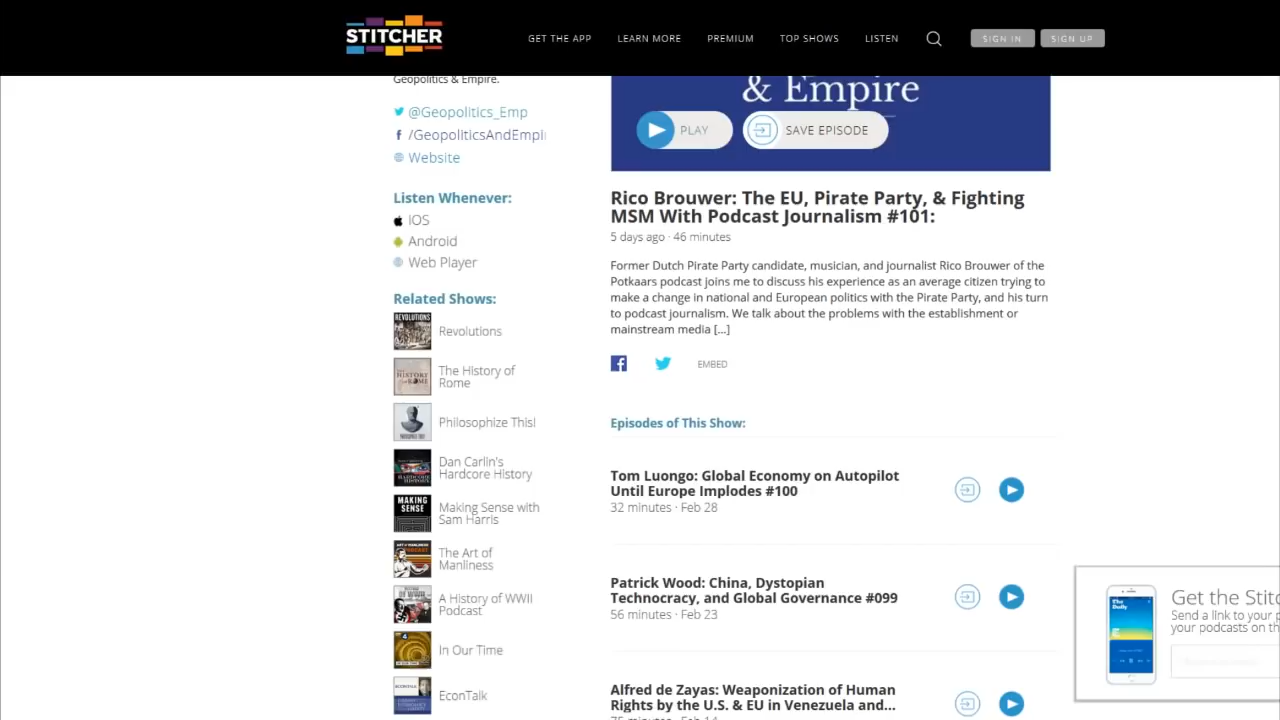 STITCHER
GET THE APP
LEARN MORE
PREMIUM
TOP SHOWS
LISTEN
SIGN IN
SIGN UP
Geopolitics & Empire.
@Geopolitics_Emp
/GeopoliticsAndEmpi
Website
Listen Whenever:
IOS
Android
Web Player
Related Shows:
REVOLUTIONS
Revolutions
The History of
Rome
Philosophize This!
Dan Carlin's
Hardcore History
MAKING
SENSE
Making Sense with
Sam Harris
The Art of
Manliness
A History of WWII
Podcast
In Our Time
EconTalk
& Empire
PLAY
SAVE EPISODE
Rico Brouwer: The EU, Pirate Party, & Fighting
MSM With Podcast Journalism #101:
5 days ago · 46 minutes
Former Dutch Pirate Party candidate, musician, and journalist Rico Brouwer of the
Potkaars podcast joins me to discuss his experience as an average citizen trying to
make a change in national and European politics with the Pirate Party, and his turn
to podcast journalism. We talk about the problems with the establishment or
mainstream media [...]
EMBED
Episodes of This Show:
Tom Luongo: Global Economy on Autopilot
Until Europe Implodes #100
32 minutes · Feb 28
Patrick Wood: China, Dystopian
Technocracy, and Global Governance #099
56 minutes · Feb 23
Alfred de Zayas: Weaponization of Human
Rights by the U.S. & EU in Venezuela and...
75 minutes · Feb 14
The
Daily
Get the Stitc
Send a link to your p
your podcasts on th